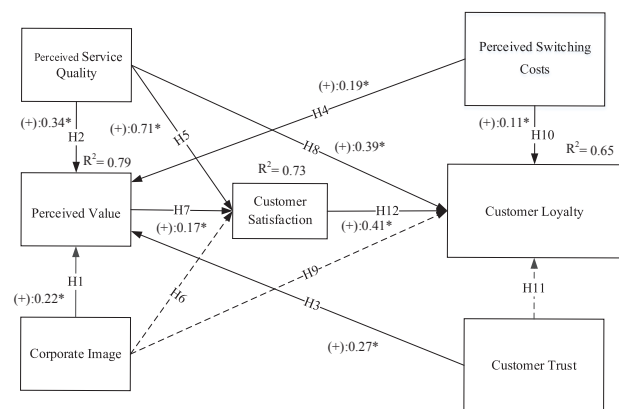 Perceived Service
Quality
Perceived Switching
Costs
(+):0.19*
(+):0.34*
H2
(+):0.71*
H5
H4
(+):0.11*
H10
H8
(+):0.39*
R²= 0.79
R²= 0.73
R²= 0.65
Perceived Value
H7
(+):0.17*
Customer
Satisfaction
H12
(+):0.41*
Customer Loyalty
H1
(+):0.22*
H6
H9
H3
H11
(+):0.27*
Corporate Image
Customer Trust